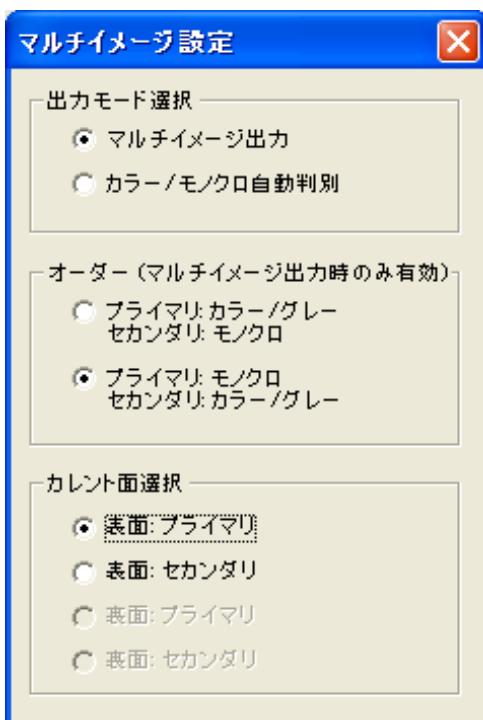 マルチイメージ設定
出力モード選択
マルチイメージ出力
カラー/モノクロ自動判別
オーダー（マルチイメージ出力時のみ有効）
プライマリ: カラー/グレー
セカンダリ: モノクロ
プライマリ: モノクロ
セカンダリ: カラー/グレー
カレント面選択
表面: プライマリ
表面: セカンダリ
裏面: プライマリ
裏面: セカンダリ